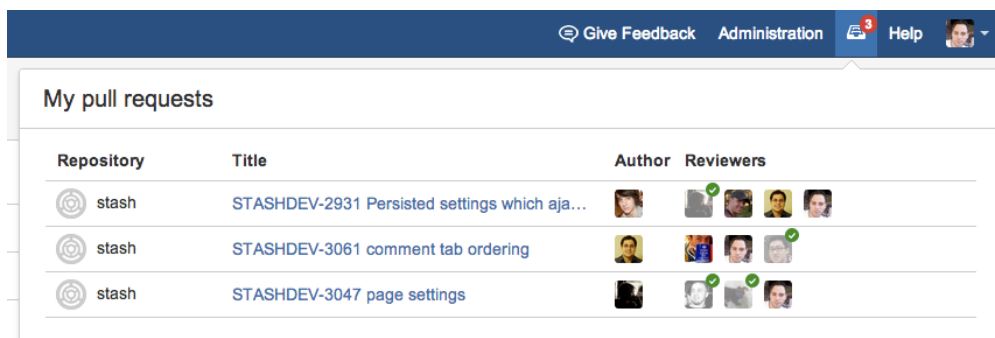 Give Feedback Administration 3 Help
My pull requests
Repository Title Author Reviewers
stash STASHDEV-2931 Persisted settings which aja...
stash STASHDEV-3061 comment tab ordering
stash STASHDEV-3047 page settings